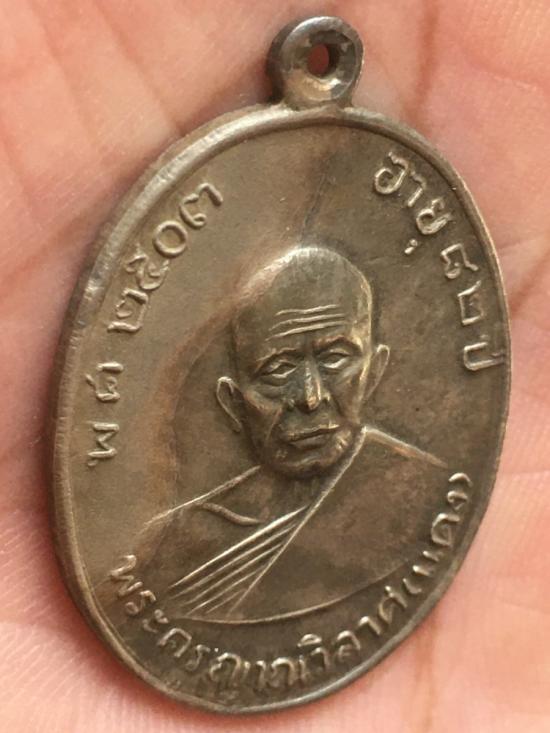 พ.ศ. ๒๕๐๓
อายุ ๘๒ ปี
พระครูญาณวิลาศ(แดง)